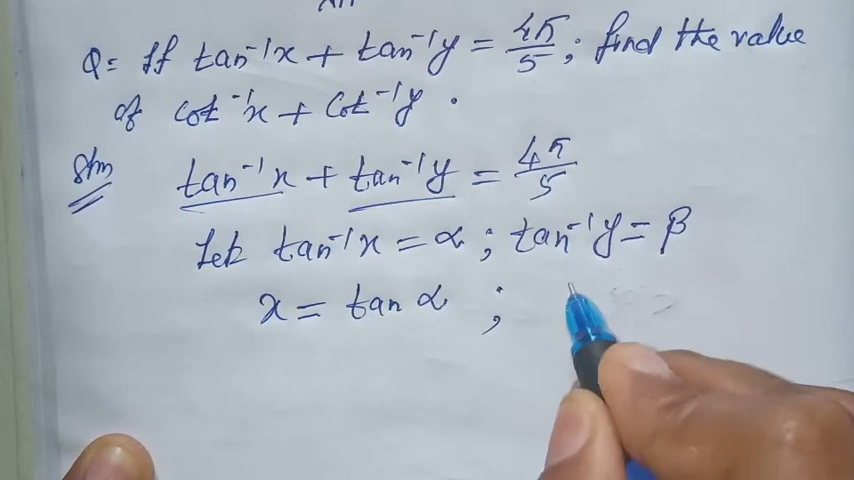 Q= If tan⁻¹x + tan⁻¹y = 4π/5 ; find the value
of cot⁻¹x + cot⁻¹y .
Soln tan⁻¹x + tan⁻¹y = 4π/5
Let tan⁻¹x = α ; tan⁻¹y = β
x = tan α ;